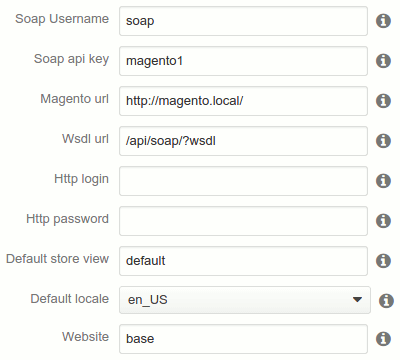 Soap Username soap
Soap api key magento1
Magento url http://magento.local/
Wsdl url /api/soap/?wsdl
Http login
Http password
Default store view default
Default locale en_US
Website base